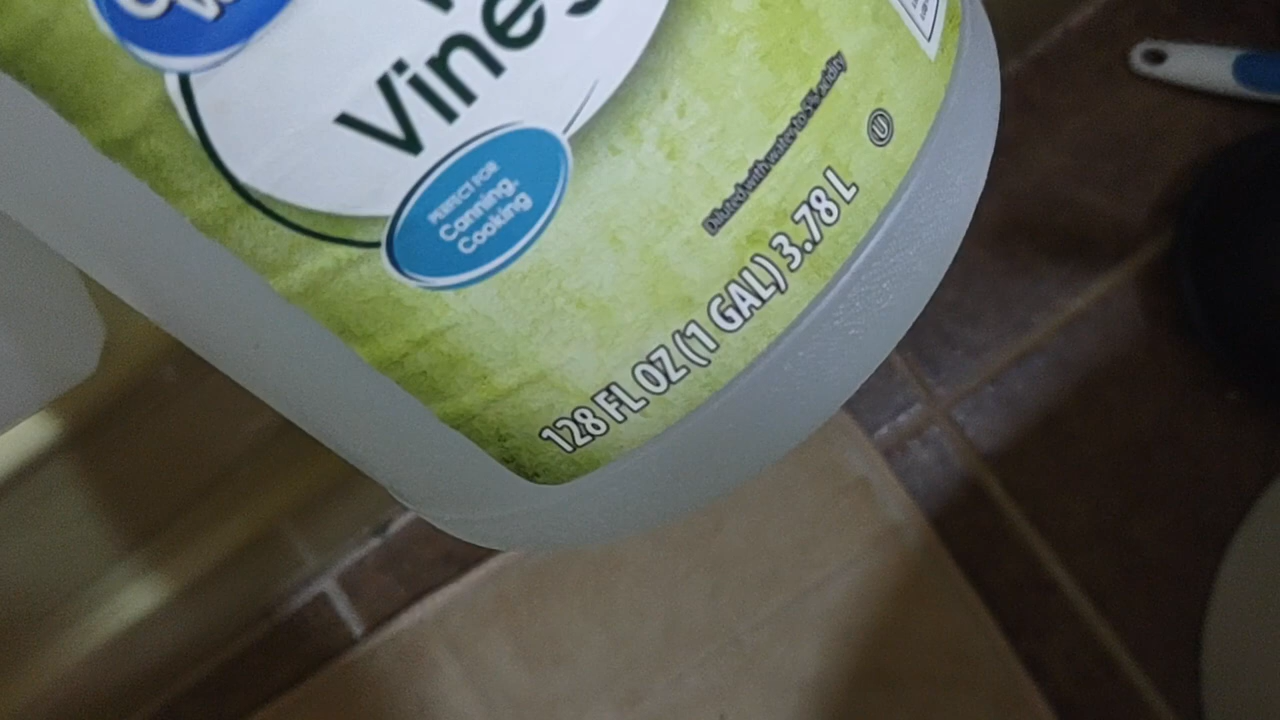 Vine
PERFECT FOR
Canning,
Cooking
Diluted with water to 5% acidity
U
128 FL OZ (1 GAL) 3.78 L